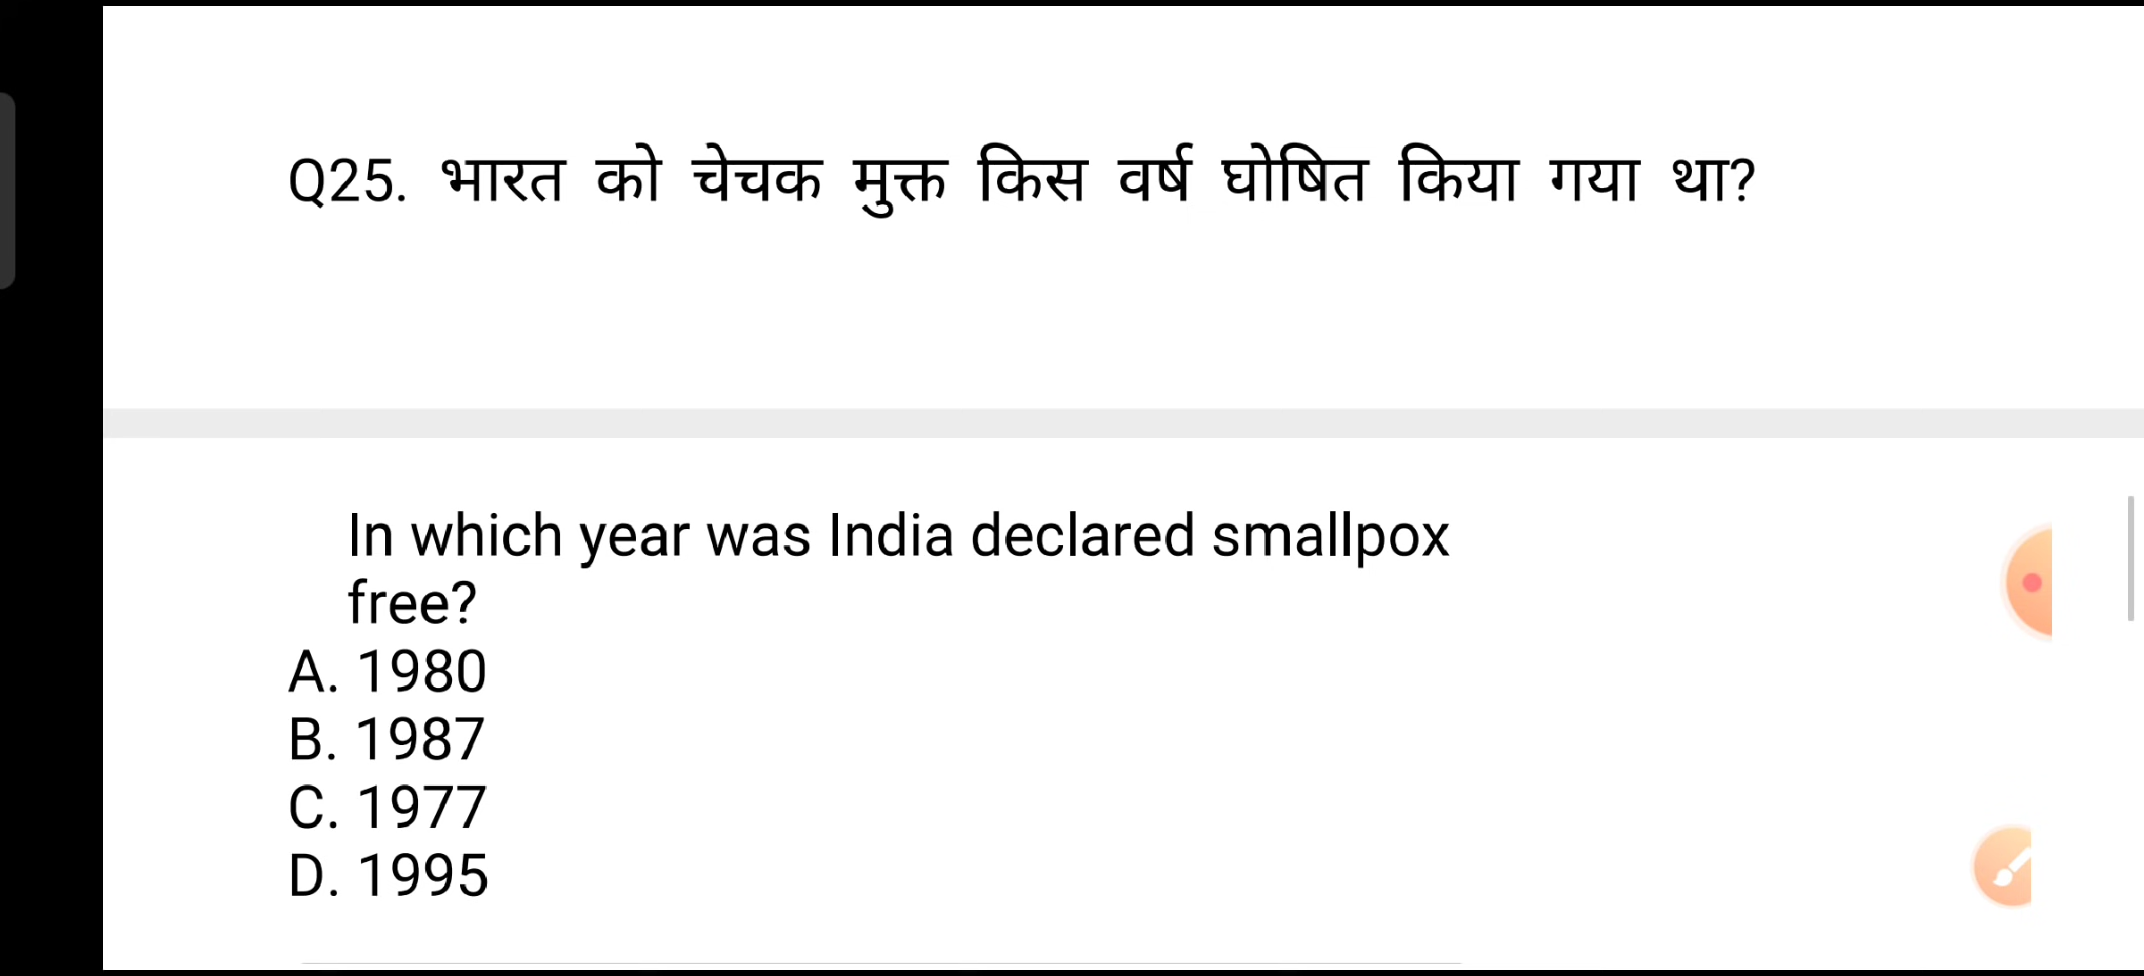 Q25. भारत को चेचक मुक्त किस वर्ष घोषित किया गया था?
In which year was India declared smallpox
free?
A. 1980
B. 1987
C. 1977
D. 1995